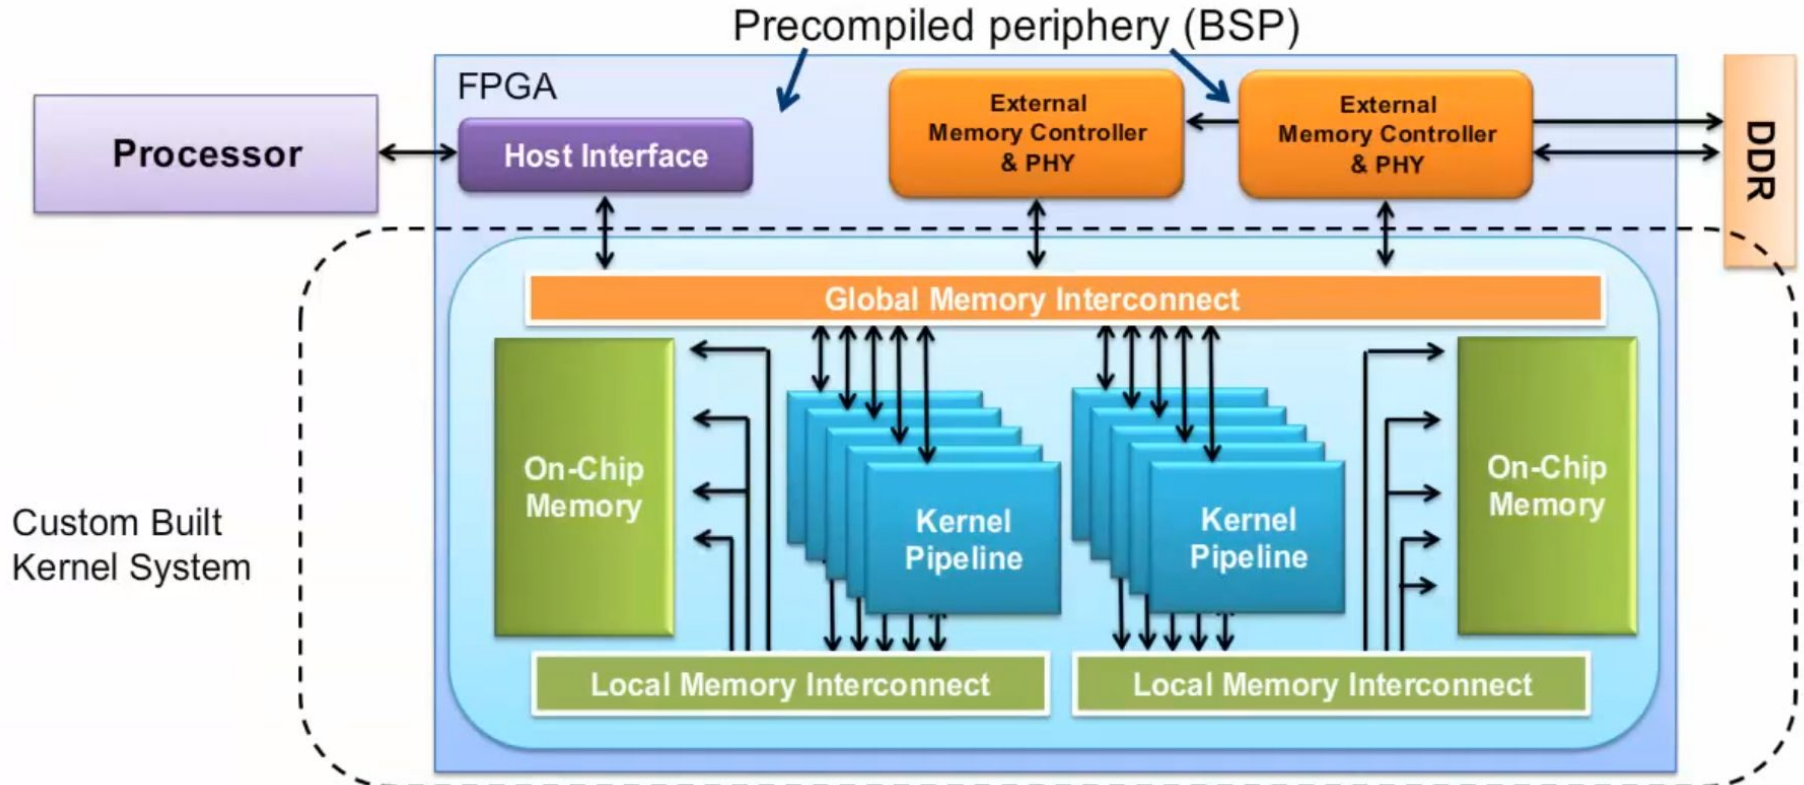 Precompiled periphery (BSP)
FPGA
Processor
Host Interface
External
Memory Controller
& PHY
External
Memory Controller
& PHY
DDR
Global Memory Interconnect
On-Chip
Memory
Kernel
Pipeline
Kernel
Pipeline
On-Chip
Memory
Custom Built
Kernel System
Local Memory Interconnect
Local Memory Interconnect